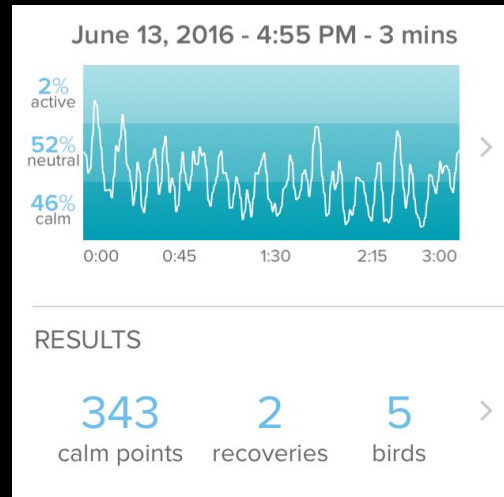 June 13, 2016 - 4:55 PM - 3 mins
2%
active
52%
neutral
46%
calm
0:00 0:45 1:30 2:15 3:00
RESULTS
343 2 5
calm points recoveries birds